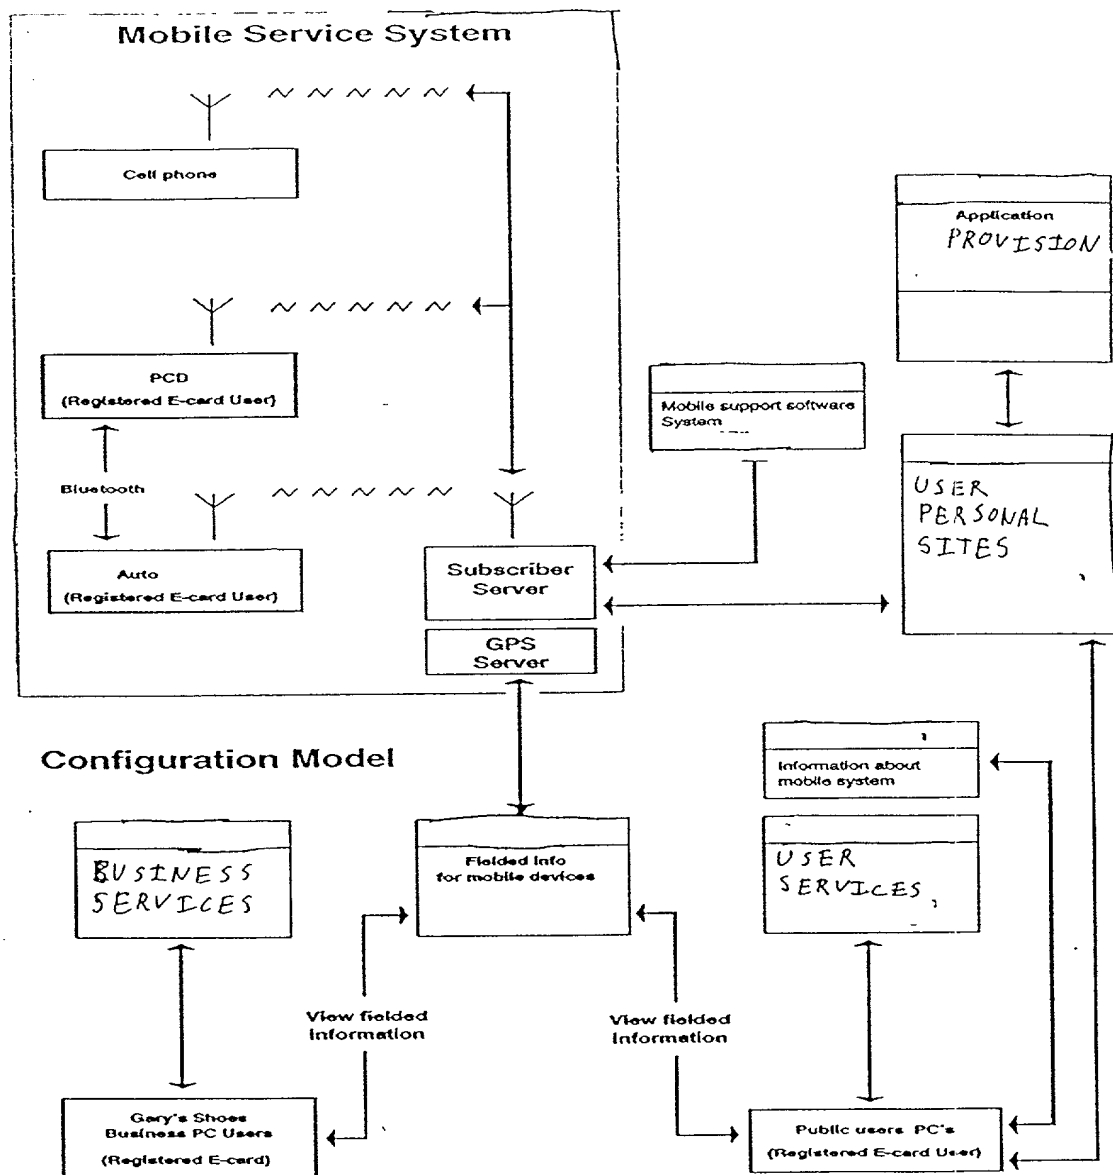 Mobile Service System
Cell phone
PCD
(Registered E-card User)
Bluetooth
Auto
(Registered E-card User)
Subscriber
Server
GPS
Server
Application
PROVISION
Mobile support software
System
USER
PERSONAL
SITES
Configuration Model
Information about
mobile system
BUSINESS
SERVICES
Fielded Info
for mobile devices
USER
SERVICES
View fielded
Information
View fielded
Information
Gary's Shoes
Business PC Users
(Registered E-card)
Public users PC's
(Registered E-card User)